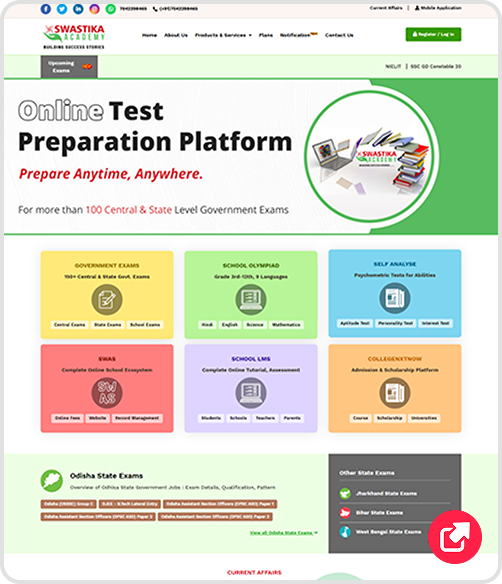 7842298465 (+91)7842298465 Current Affairs Mobile Application
SWASTIKA
ACADEMY
BUILDING SUCCESS STORIES
Home About Us Products & Services Plans Notification Contact Us Register / Log In
Upcoming
Exams
NIELIT | SSC GD Constable 20
Online Test
Preparation Platform
Prepare Anytime, Anywhere.
SWASTIKA
ACADEMY
For more than 100 Central & State Level Government Exams
GOVERNMENT EXAMS
100+ Central & State Govt. Exams
Central Exams State Exams School Exams
SCHOOL OLYMPIAD
Grade 3rd-12th, 9 Languages
Hindi English Science Mathematics
SELF ANALYSE
Psychometric Tests for Abilities
Aptitude Test Personality Test Interest Test
SWAS
Complete Online School Ecosystem
SW
AS
Online Fees Website Record Management
SCHOOL LMS
Complete Online Tutorial, Assessment
Students Schools Teachers Parents
COLLEGENXTNOW
Admission & Scholarship Platform
Course Scholarship Universities
Odisha State Exams
Overview of Odhisa State Government Jobs : Exam Details, Qualification, Pattern
Odisha (OSSSC) Group C OJEE - B.Tech Lateral Entry Odisha Assistant Section Officers (OPSC ASO) Paper 1
Odisha Assistant Section Officers (OPSC ASO) Paper 2 Odisha Assistant Section Officers (OPSC ASO) Paper 3
View all Odisha State Exams
Other State Exams
Jharkhand State Exams
Bihar State Exams
West Bengal State Exams
CURRENT AFFAIRS